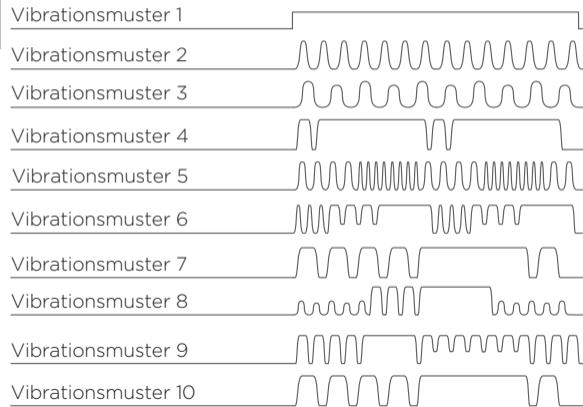 Vibrationsmuster 1
Vibrationsmuster 2
Vibrationsmuster 3
Vibrationsmuster 4
Vibrationsmuster 5
Vibrationsmuster 6
Vibrationsmuster 7
Vibrationsmuster 8
Vibrationsmuster 9
Vibrationsmuster 10